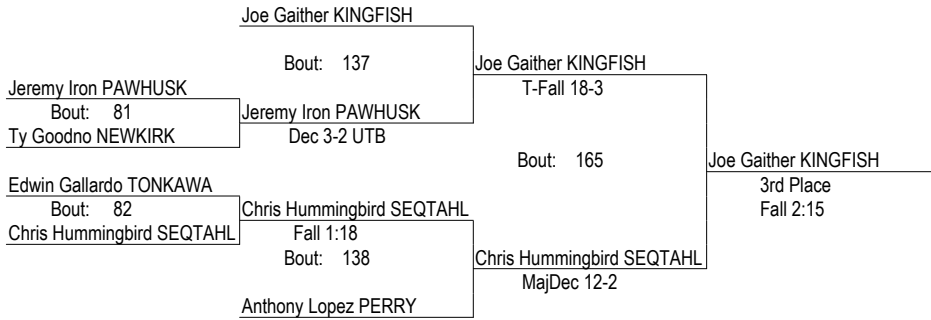 Joe Gaither KINGFISH
Bout: 137
Joe Gaither KINGFISH
Jeremy Iron PAWHUSK
T-Fall 18-3
Bout: 81
Jeremy Iron PAWHUSK
Ty Goodno NEWKIRK
Dec 3-2 UTB
Bout: 165
Joe Gaither KINGFISH
Edwin Gallardo TONKAWA
3rd Place
Bout: 82
Chris Hummingbird SEQTAHL
Fall 2:15
Chris Hummingbird SEQTAHL
Fall 1:18
Bout: 138
Chris Hummingbird SEQTAHL
MajDec 12-2
Anthony Lopez PERRY